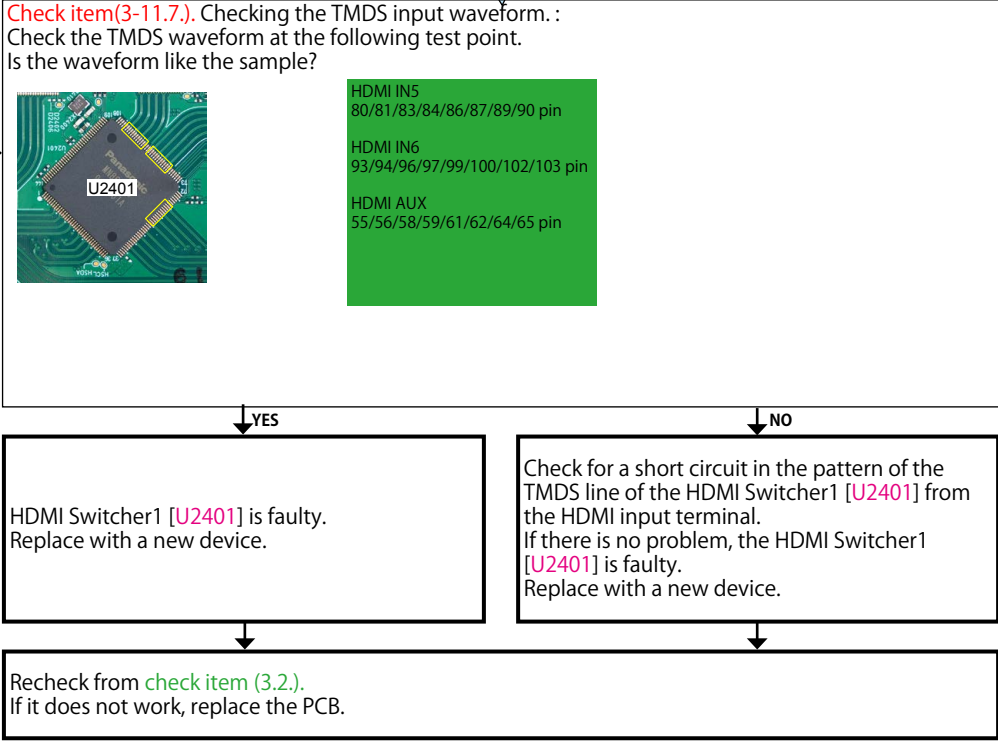 Check item(3-11.7.). Checking the TMDS input waveform. :
Check the TMDS waveform at the following test point.
Is the waveform like the sample?
U2401
Panasonic
U2401
HSCL HSDA
HDMI IN5
80/81/83/84/86/87/89/90 pin
HDMI IN6
93/94/96/97/99/100/102/103 pin
HDMI AUX
55/56/58/59/61/62/64/65 pin
YES
NO
HDMI Switcher1 [U2401] is faulty.
Replace with a new device.
Check for a short circuit in the pattern of the
TMDS line of the HDMI Switcher1 [U2401] from
the HDMI input terminal.
If there is no problem, the HDMI Switcher1
[U2401] is faulty.
Replace with a new device.
Recheck from check item (3.2.).
If it does not work, replace the PCB.